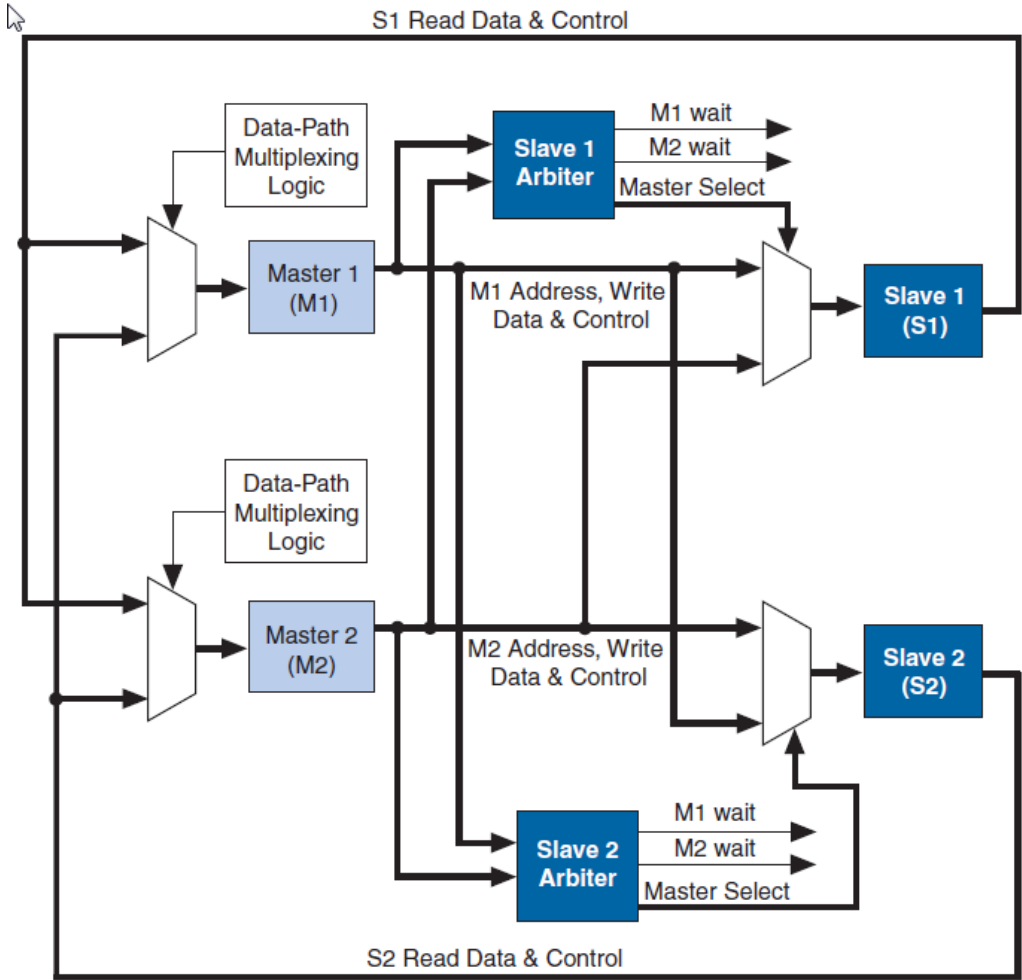 S1 Read Data & Control
Data-Path
Multiplexing
Logic
Slave 1
Arbiter
M1 wait
M2 wait
Master Select
Master 1
(M1)
M1 Address, Write
Data & Control
Slave 1
(S1)
Data-Path
Multiplexing
Logic
Master 2
(M2)
M2 Address, Write
Data & Control
Slave 2
(S2)
Slave 2
Arbiter
M1 wait
M2 wait
Master Select
S2 Read Data & Control